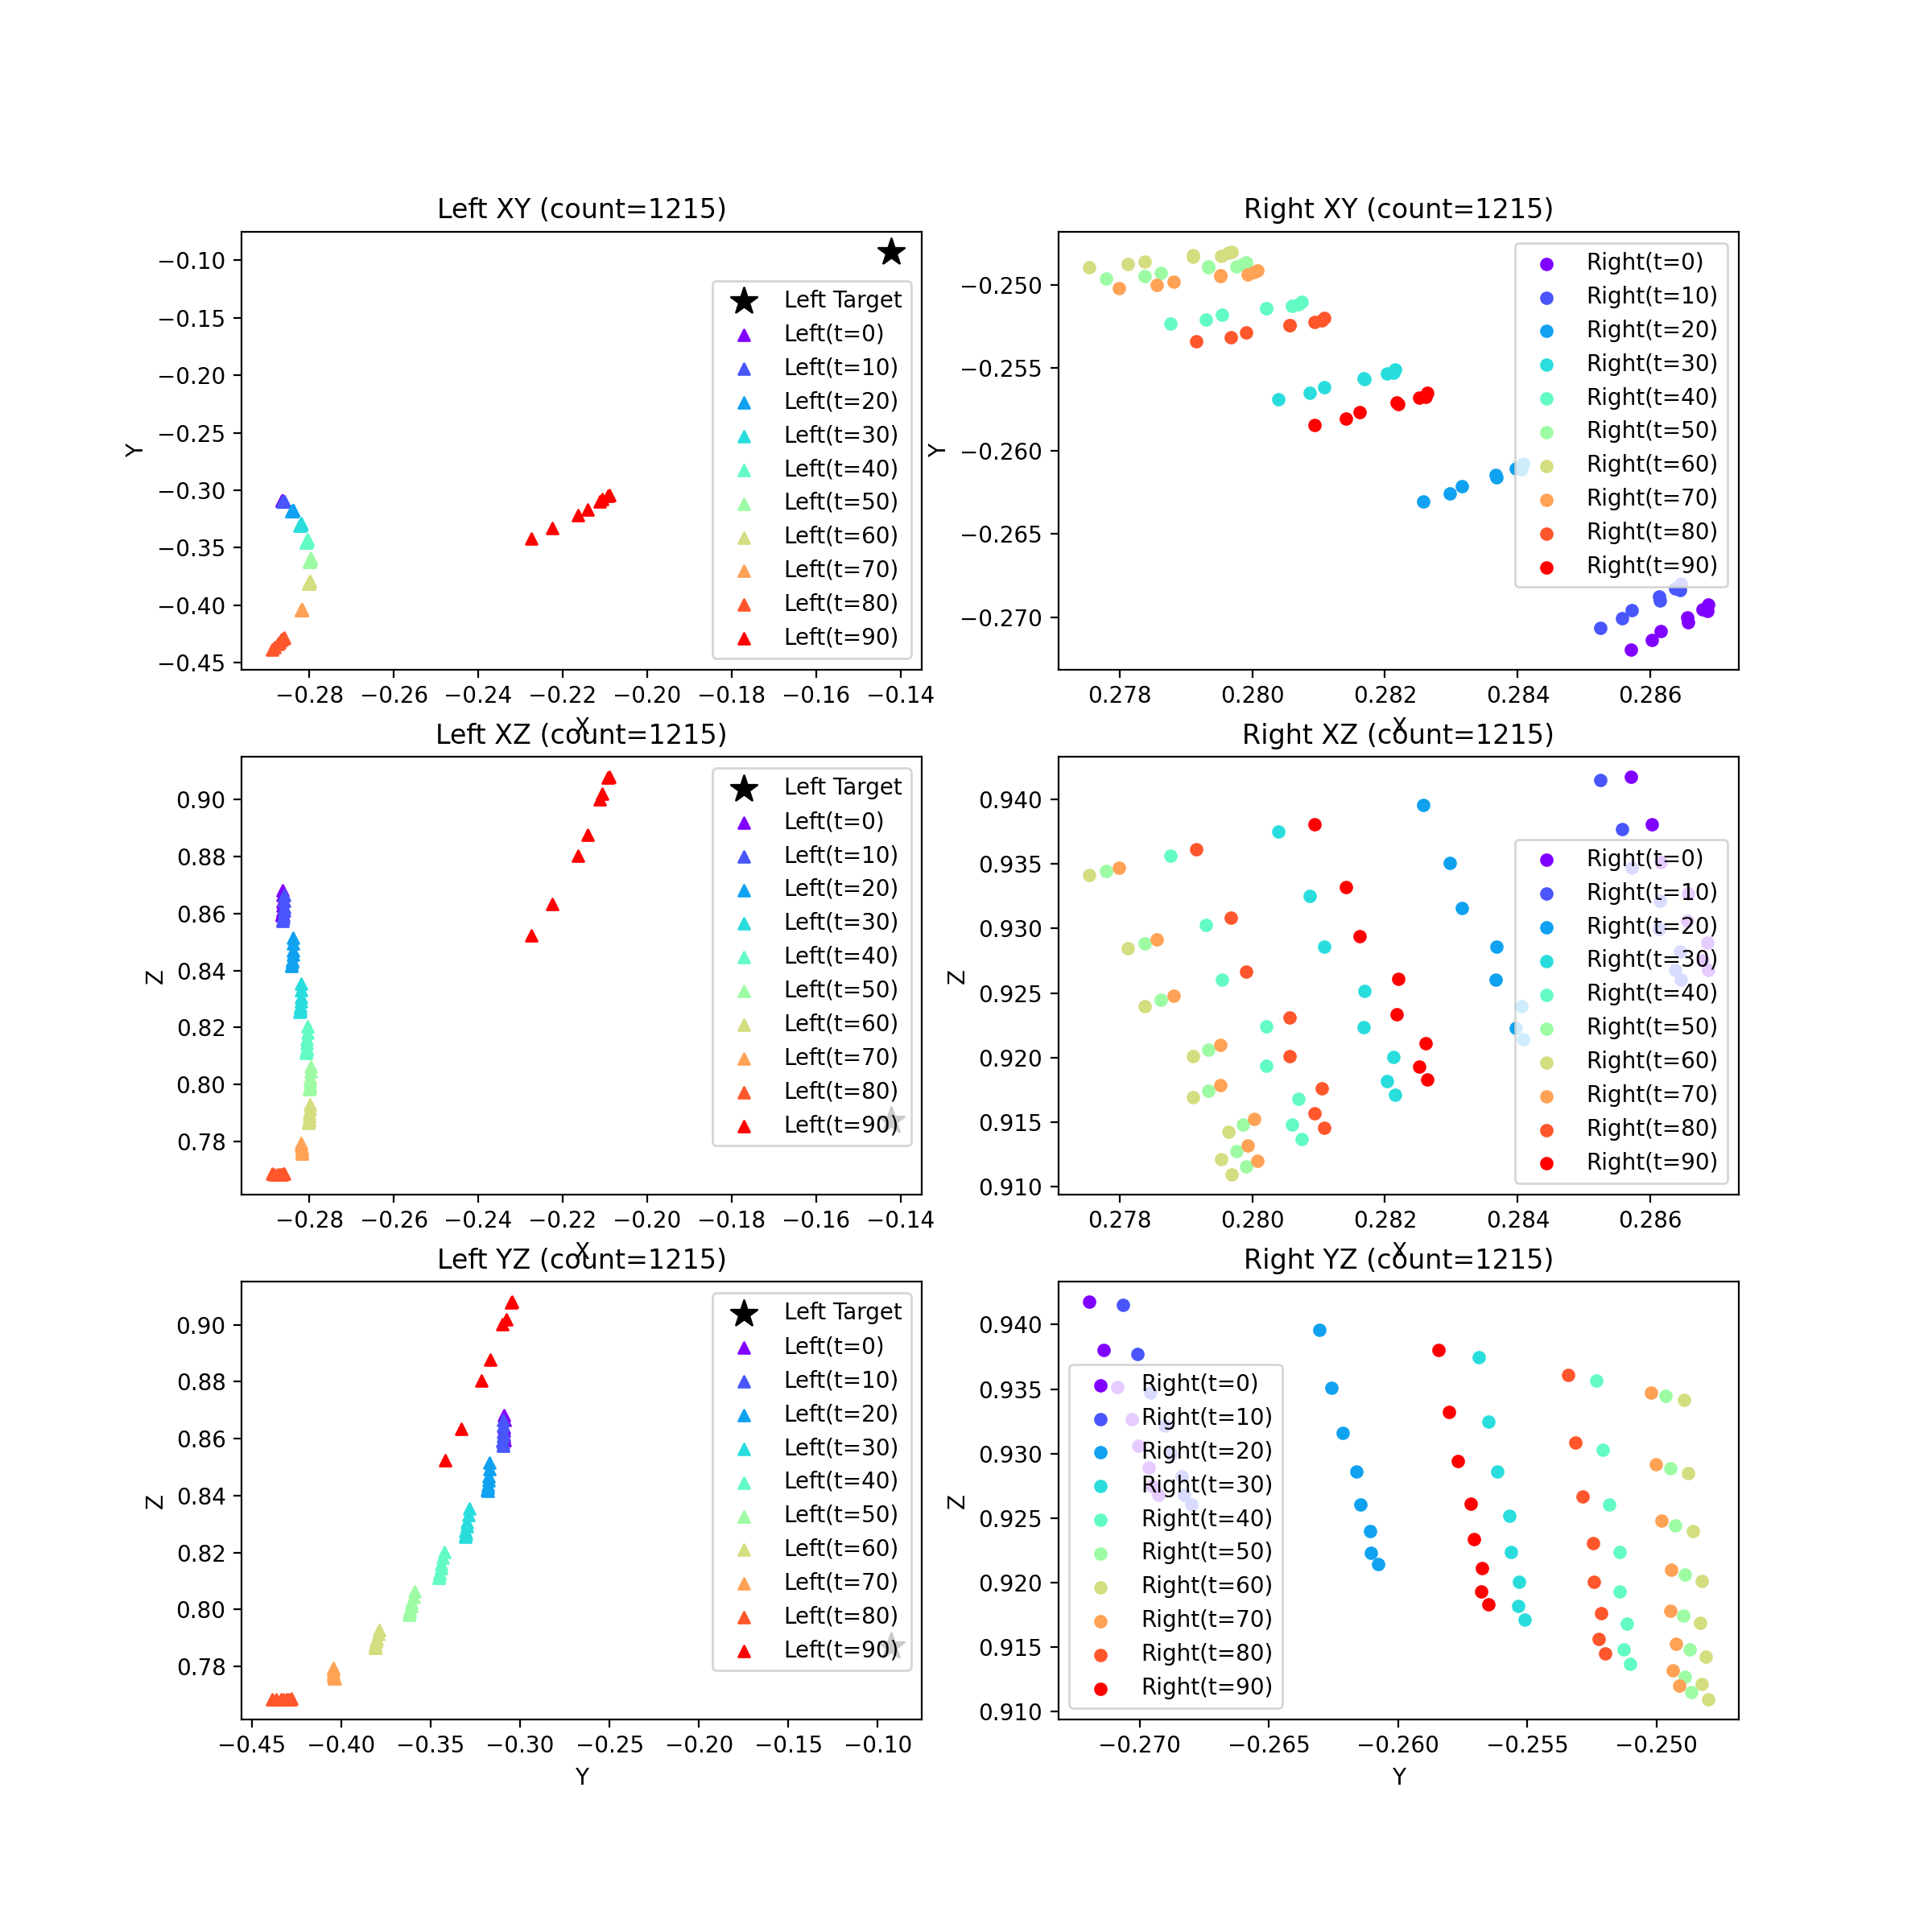 Left XY (count=1215)
Y
−0.10
−0.15
−0.20
−0.25
−0.30
−0.35
−0.40
−0.45
−0.28
−0.26
−0.24
−0.22
−0.20
−0.18
−0.16
−0.14
X
Left Target
Left(t=0)
Left(t=10)
Left(t=20)
Left(t=30)
Left(t=40)
Left(t=50)
Left(t=60)
Left(t=70)
Left(t=80)
Left(t=90)
Right XY (count=1215)
Y
−0.250
−0.255
−0.260
−0.265
−0.270
0.278
0.280
0.282
0.284
0.286
X
Right(t=0)
Right(t=10)
Right(t=20)
Right(t=30)
Right(t=40)
Right(t=50)
Right(t=60)
Right(t=70)
Right(t=80)
Right(t=90)
Left XZ (count=1215)
Z
0.90
0.88
0.86
0.84
0.82
0.80
0.78
−0.28
−0.26
−0.24
−0.22
−0.20
−0.18
−0.16
−0.14
X
Left Target
Left(t=0)
Left(t=10)
Left(t=20)
Left(t=30)
Left(t=40)
Left(t=50)
Left(t=60)
Left(t=70)
Left(t=80)
Left(t=90)
Right XZ (count=1215)
Z
0.940
0.935
0.930
0.925
0.920
0.915
0.910
0.278
0.280
0.282
0.284
0.286
X
Right(t=0)
Right(t=10)
Right(t=20)
Right(t=30)
Right(t=40)
Right(t=50)
Right(t=60)
Right(t=70)
Right(t=80)
Right(t=90)
Left YZ (count=1215)
Z
0.90
0.88
0.86
0.84
0.82
0.80
0.78
−0.45
−0.40
−0.35
−0.30
−0.25
−0.20
−0.15
−0.10
Y
Left Target
Left(t=0)
Left(t=10)
Left(t=20)
Left(t=30)
Left(t=40)
Left(t=50)
Left(t=60)
Left(t=70)
Left(t=80)
Left(t=90)
Right YZ (count=1215)
Z
0.940
0.935
0.930
0.925
0.920
0.915
0.910
−0.270
−0.265
−0.260
−0.255
−0.250
Y
Right(t=0)
Right(t=10)
Right(t=20)
Right(t=30)
Right(t=40)
Right(t=50)
Right(t=60)
Right(t=70)
Right(t=80)
Right(t=90)